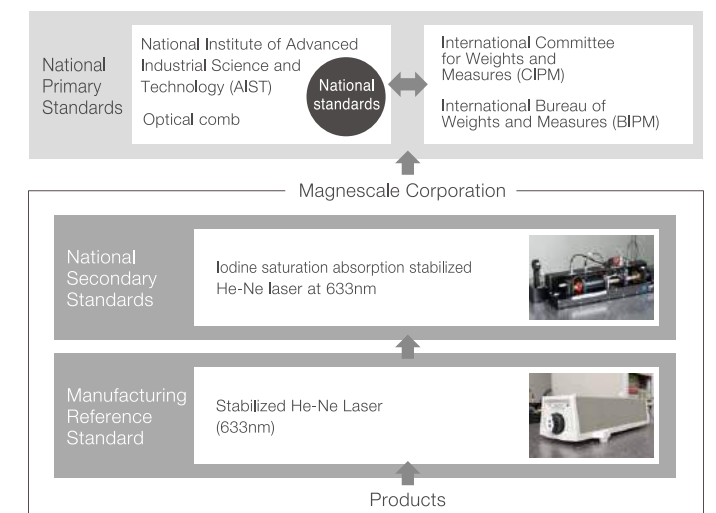 National
Primary
Standards
National Institute of Advanced
Industrial Science and
Technology (AIST)
Optical comb
National
standards
International Committee
for Weights and
Measures (CIPM)
International Bureau of
Weights and Measures (BIPM)
Magnescale Corporation
National
Secondary
Standards
Iodine saturation absorption stabilized
He-Ne laser at 633nm
Manufacturing
Reference
Standard
Stabilized He-Ne Laser
(633nm)
Products